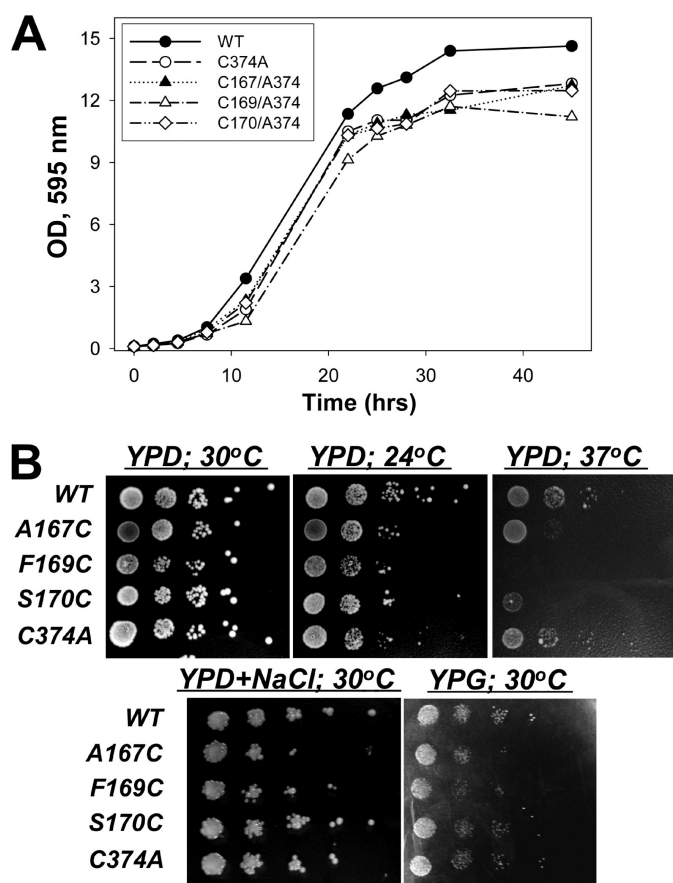 A
15
12
9
6
3
0
OD, 595 nm
WT
C374A
C167/A374
C169/A374
C170/A374
0 10 20 30 40
Time (hrs)
B
YPD; 30°C YPD; 24°C YPD; 37°C
WT
A167C
F169C
S170C
C374A
YPD+NaCl; 30°C YPG; 30°C
WT
A167C
F169C
S170C
C374A